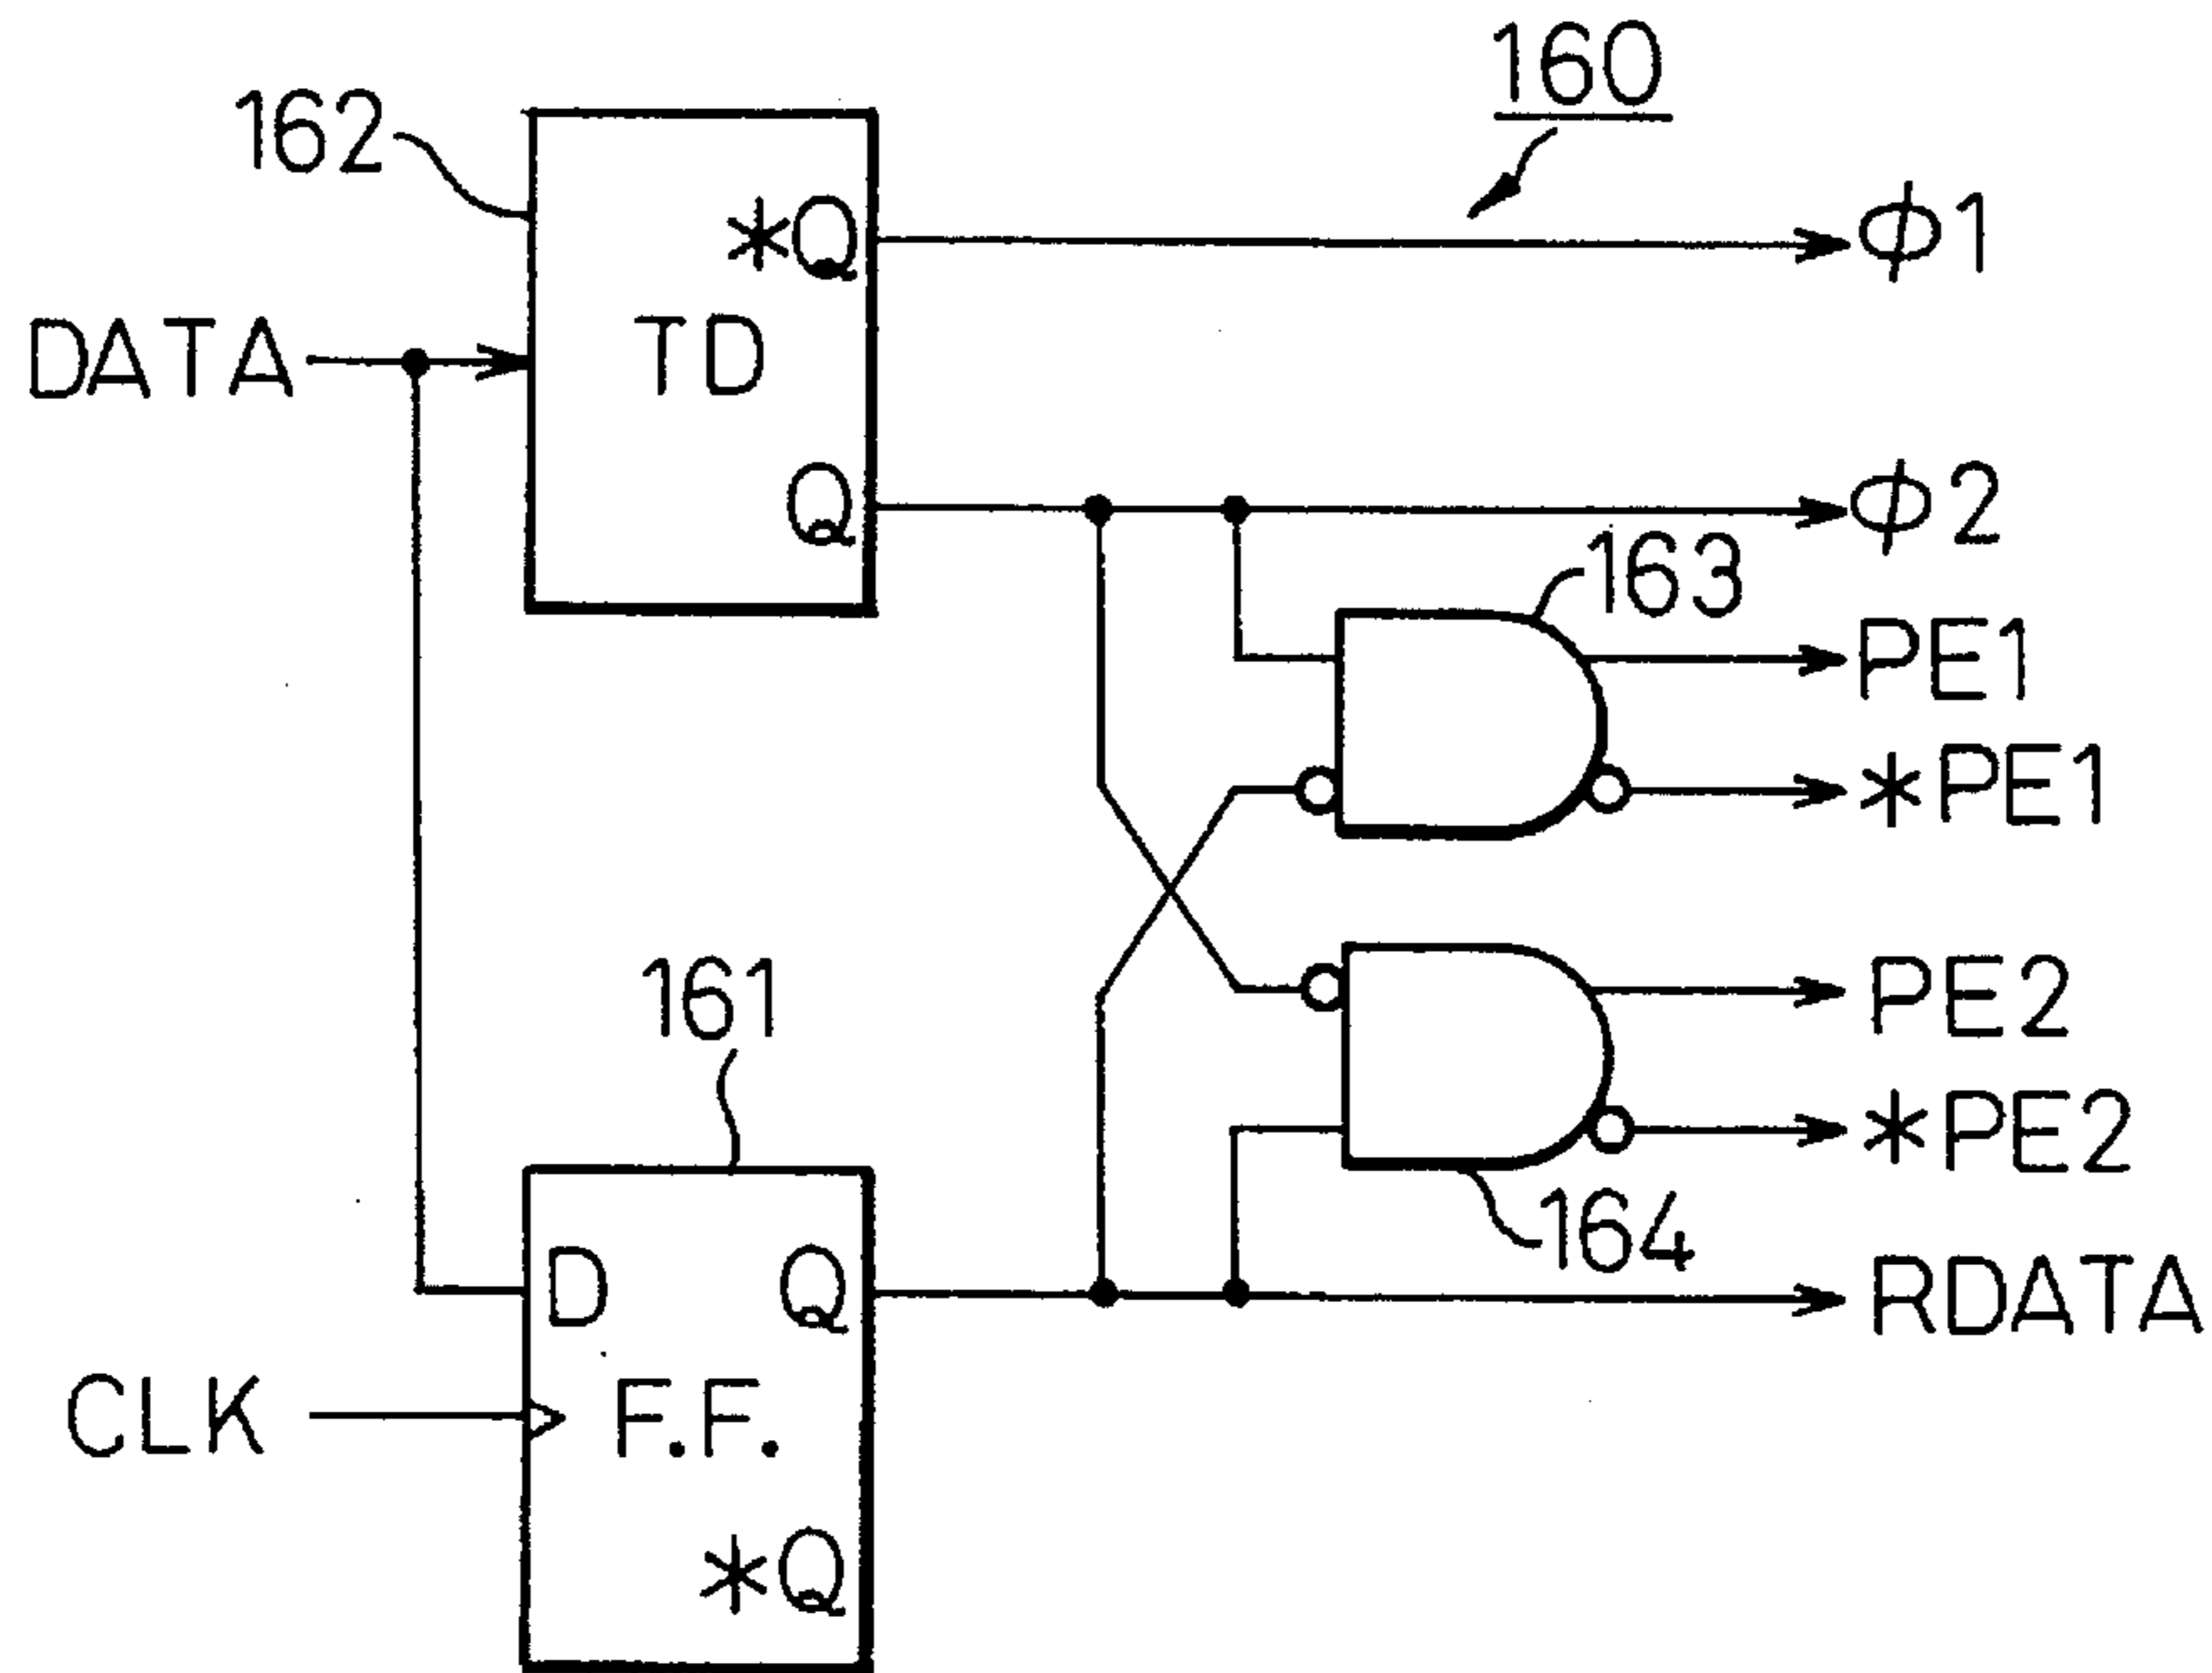 160
162
*Q
ϕ1
DATA
TD
Q
ϕ2
163
PE1
*PE1
161
PE2
*PE2
164
D
Q
RDATA
CLK
F.F.
*Q